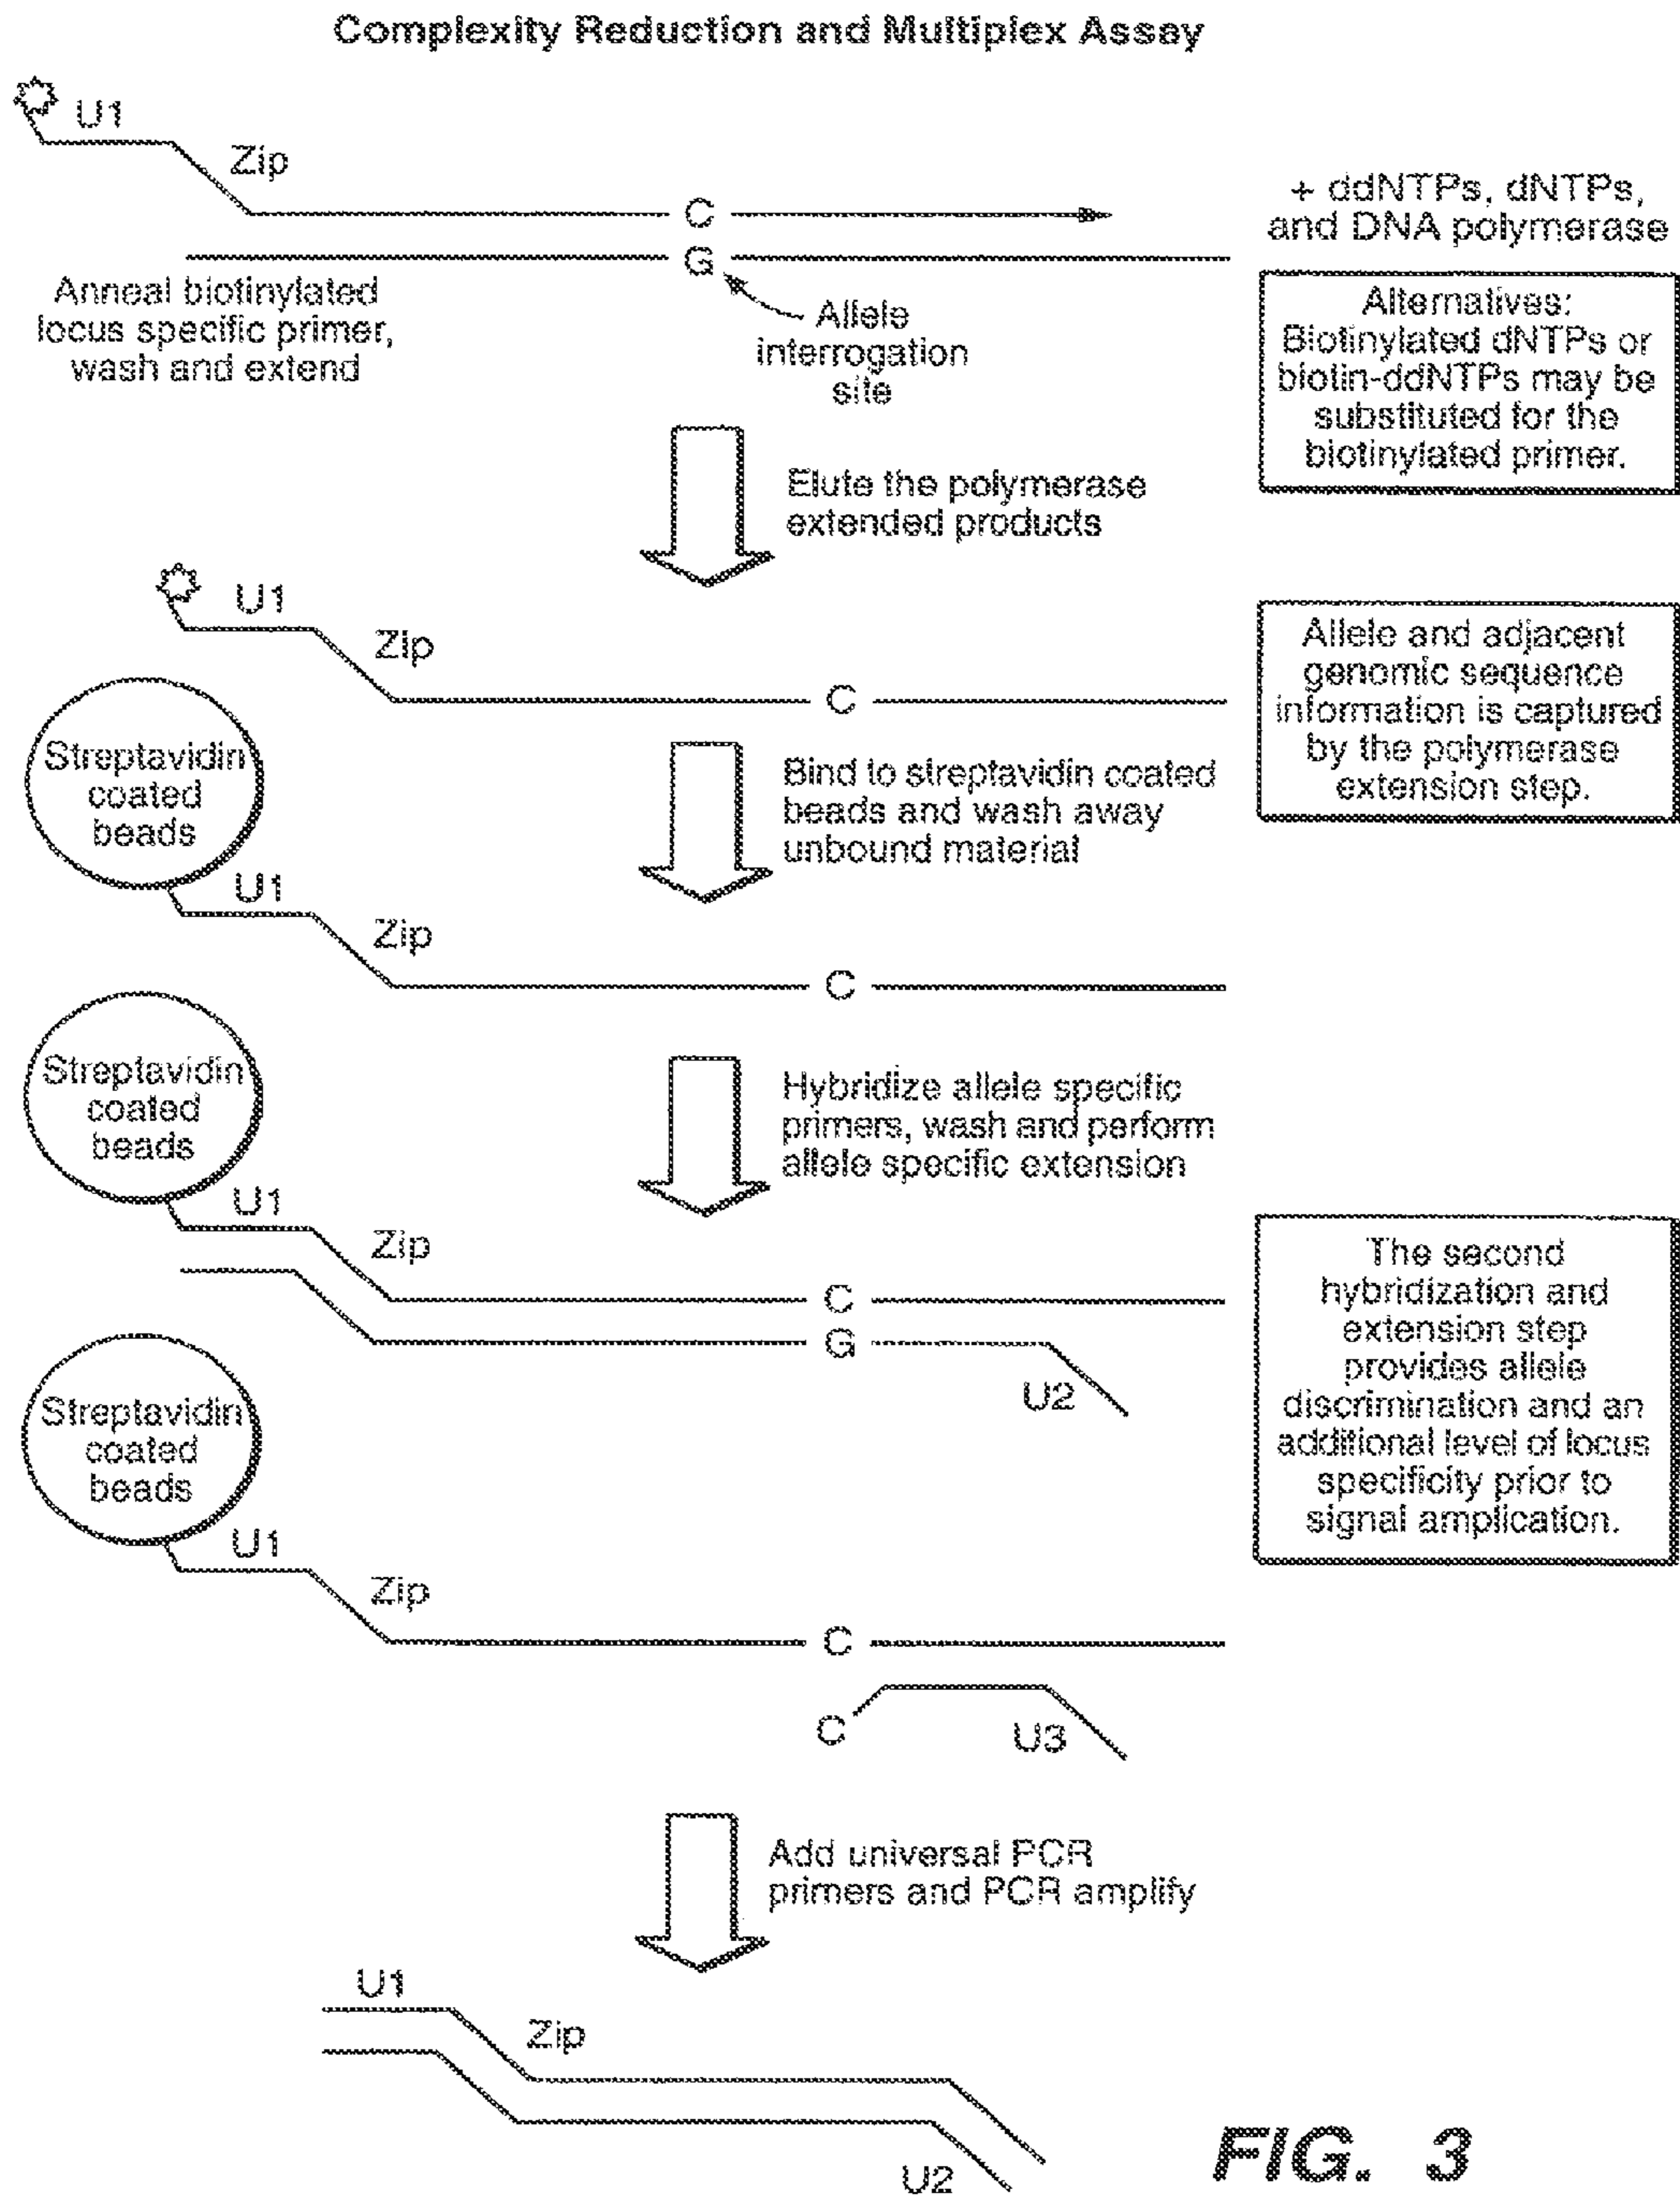 Complexity Reduction and Multiplex Assay
U1
Zip
C
G
+ ddNTPs, dNTPs,
and DNA polymerase
Anneal biotinylated
locus specific primer,
wash and extend
Allele
interrogation
site
Alternatives:
Biotinylated dNTPs or
biotin-ddNTPs may be
substituted for the
biotinylated primer.
Elute the polymerase
extended products
U1
Zip
C
Allele and adjacent
genomic sequence
information is captured
by the polymerase
extension step.
Streptavidin
coated
beads
Bind to streptavidin coated
beads and wash away
unbound material
U1
Zip
C
Streptavidin
coated
beads
Hybridize allele specific
primers, wash and perform
allele specific extension
U1
Zip
C
G
U2
The second
hybridization and
extension step
provides allele
discrimination and an
additional level of locus
specificity prior to
signal amplication.
Streptavidin
coated
beads
U1
Zip
C
C
U3
Add universal PCR
primers and PCR amplify
U1
Zip
U2
FIG. 3